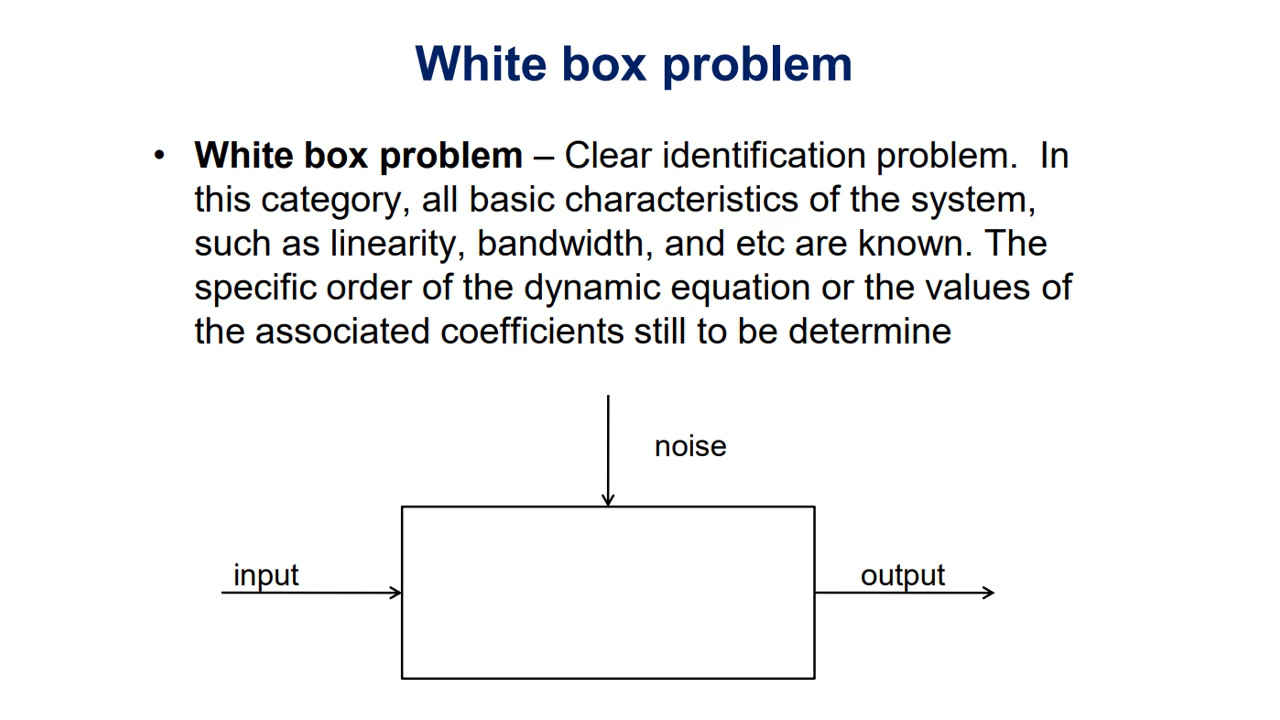 White box problem
• White box problem – Clear identification problem.  In
this category, all basic characteristics of the system,
such as linearity, bandwidth, and etc are known. The
specific order of the dynamic equation or the values of
the associated coefficients still to be determine
noise
input
output